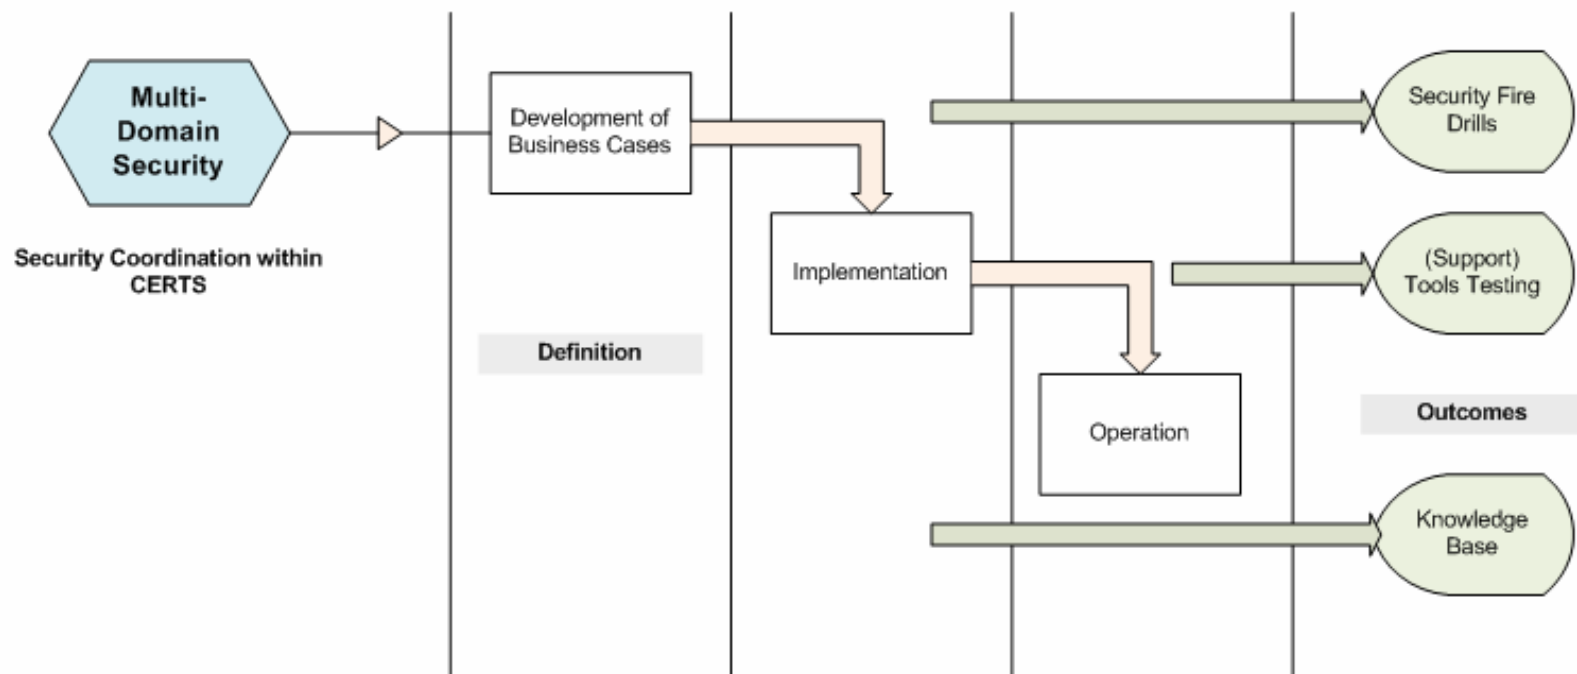 Multi-
Domain
Security
Security Coordination within
CERTS
Development of
Business Cases
Definition
Implementation
Operation
Security Fire
Drills
(Support)
Tools Testing
Outcomes
Knowledge
Base